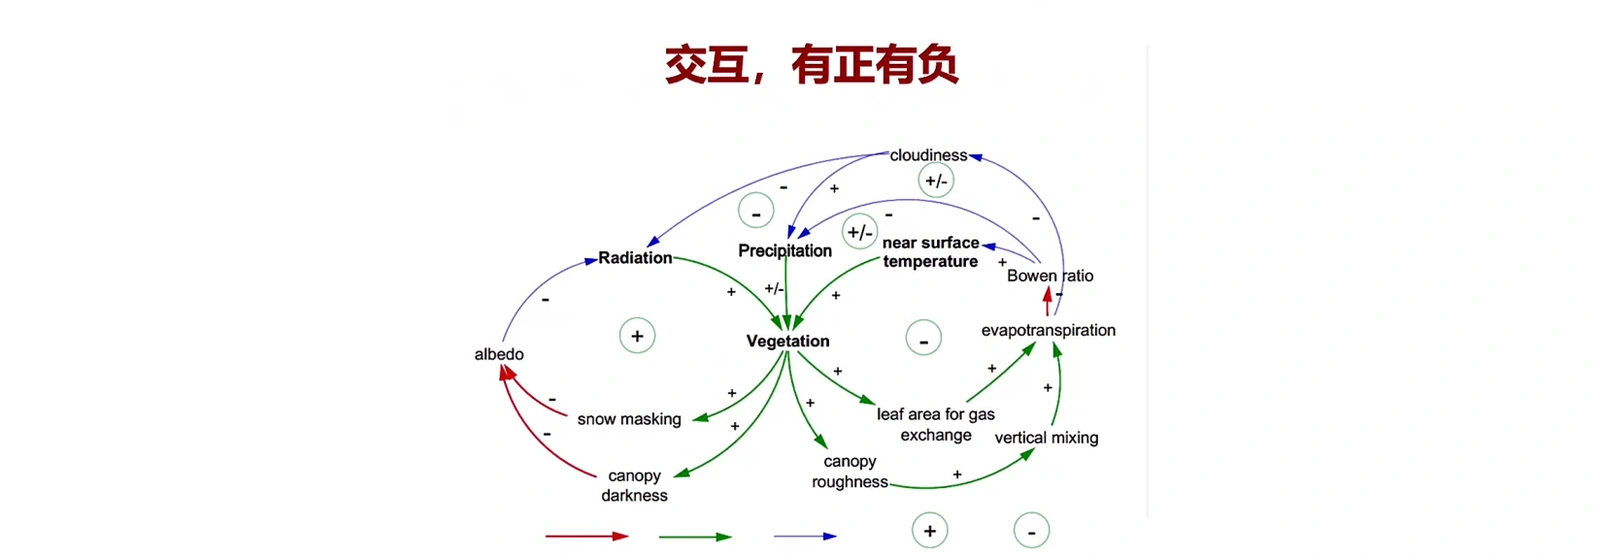 交互，有正有负
cloudiness
+/-
-
+
-
-
-
+/-
Precipitation
near surface
temperature
Radiation
+
Bowen ratio
-
+
+/-
+
-
evapotranspiration
+
Vegetation
-
albedo
+
+
+
+
-
+
leaf area for gas
exchange
snow masking
+
-
vertical mixing
canopy
roughness
canopy
darkness
+
+
-